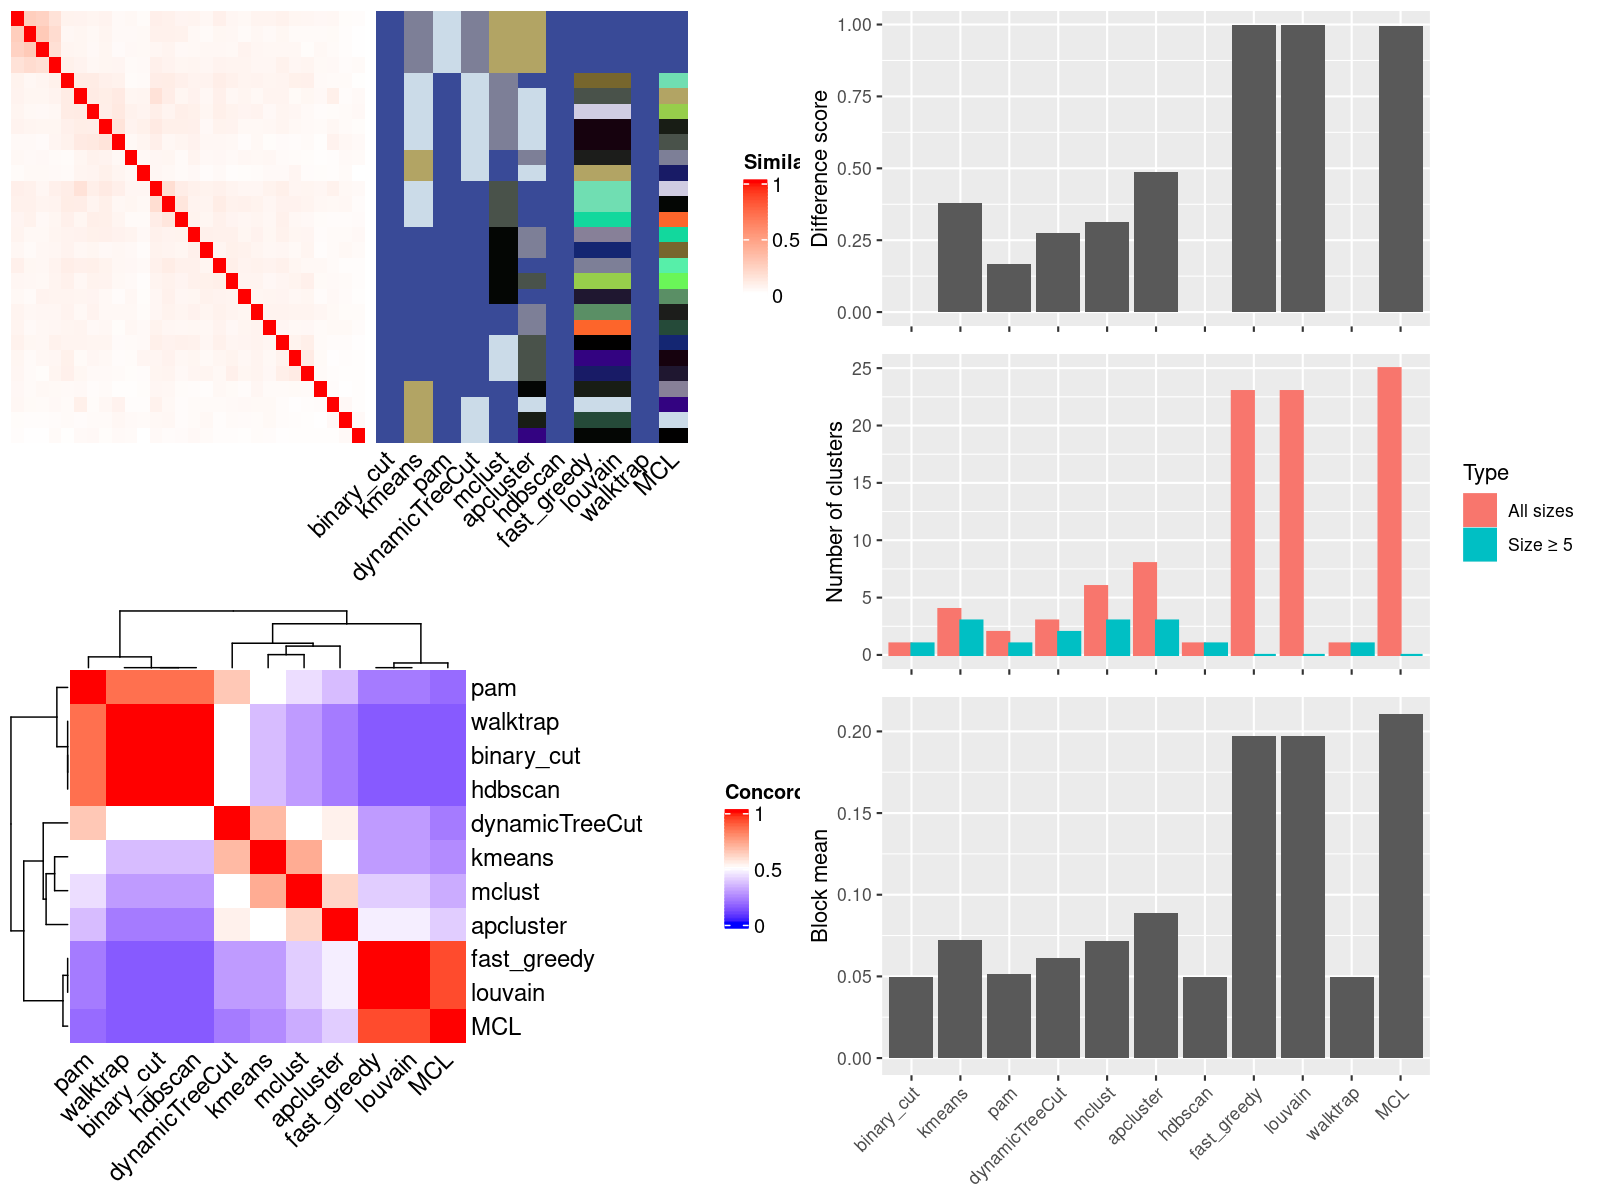 Simila
1
0.5
0
binary_cut
kmeans
pam
dynamicTreeCut
mclust
apcluster
hdbscan
fast_greedy
louvain
walktrap
MCL
pam
walktrap
binary_cut
hdbscan
dynamicTreeCut
kmeans
mclust
apcluster
fast_greedy
louvain
MCL
Concord
1
0.5
0
pam
walktrap
binary_cut
hdbscan
dynamicTreeCut
kmeans
mclust
apcluster
fast_greedy
louvain
MCL
Difference score
1.00
0.75
0.50
0.25
0.00
Number of clusters
25
20
15
10
5
0
Type
All sizes
Size ≥ 5
Block mean
0.20
0.15
0.10
0.05
0.00
binary_cut
kmeans
pam
dynamicTreeCut
mclust
apcluster
hdbscan
fast_greedy
louvain
walktrap
MCL